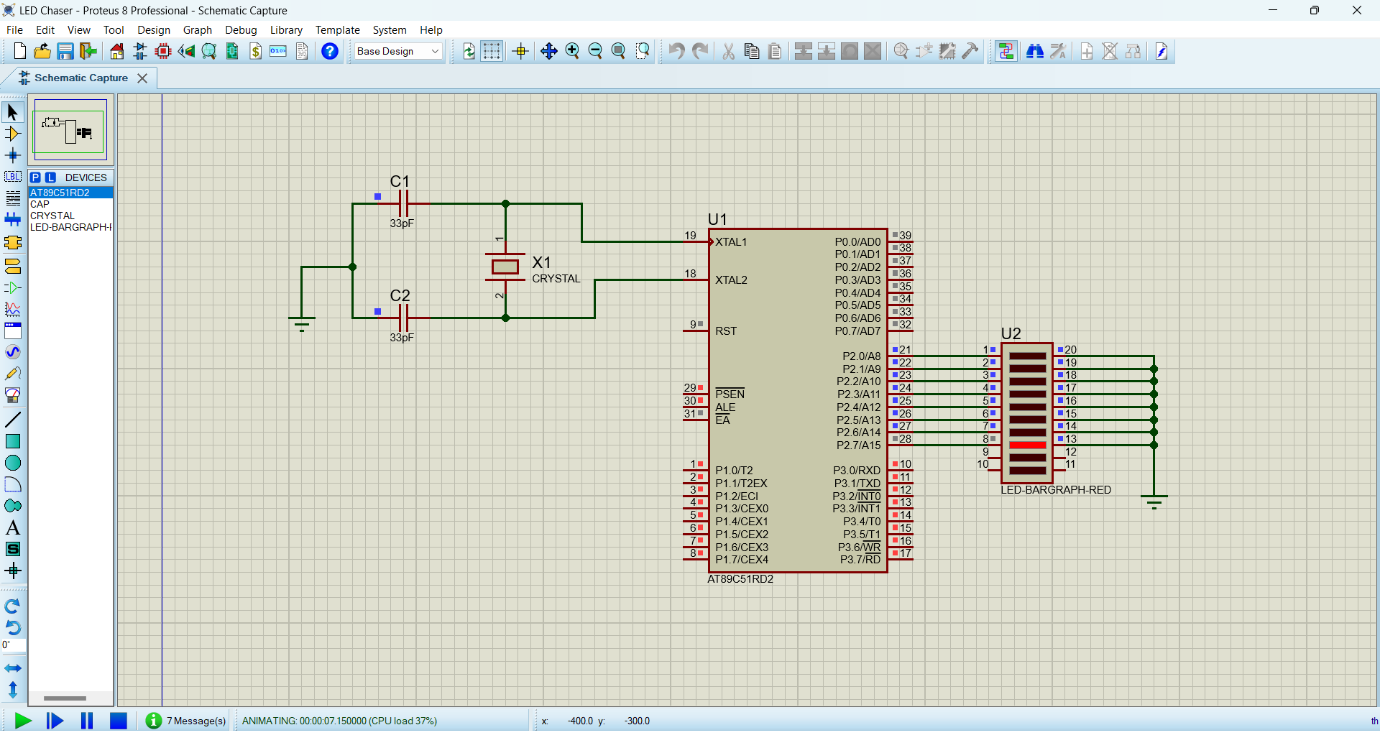 LED Chaser - Proteus 8 Professional - Schematic Capture
File Edit View Tool Design Graph Debug Library Template System Help
Base Design
Schematic Capture
P L DEVICES
AT89C51RD2
CAP
CRYSTAL
LED-BARGRAPH-
C1
33pF
X1
CRYSTAL
1
2
C2
33pF
U1
19 XTAL1
18 XTAL2
9 RST
29 PSEN
30 ALE
31 EA
1 P1.0/T2
2 P1.1/T2EX
3 P1.2/ECI
4 P1.3/CEX0
5 P1.4/CEX1
6 P1.5/CEX2
7 P1.6/CEX3
8 P1.7/CEX4
P0.0/AD0 39
P0.1/AD1 38
P0.2/AD2 37
P0.3/AD3 36
P0.4/AD4 35
P0.5/AD5 34
P0.6/AD6 33
P0.7/AD7 32
P2.0/A8 21
P2.1/A9 22
P2.2/A10 23
P2.3/A11 24
P2.4/A12 25
P2.5/A13 26
P2.6/A14 27
P2.7/A15 28
P3.0/RXD 10
P3.1/TXD 11
P3.2/INT0 12
P3.3/INT1 13
P3.4/T0 14
P3.5/T1 15
P3.6/WR 16
P3.7/RD 17
AT89C51RD2
U2
1 20
2 19
3 18
4 17
5 16
6 15
7 14
8 13
9 12
10 11
LED-BARGRAPH-RED
LBL
A
S
0°
7 Message(s) ANIMATING: 00:00:07.150000 (CPU load 37%) x: -400.0 y: -300.0 th